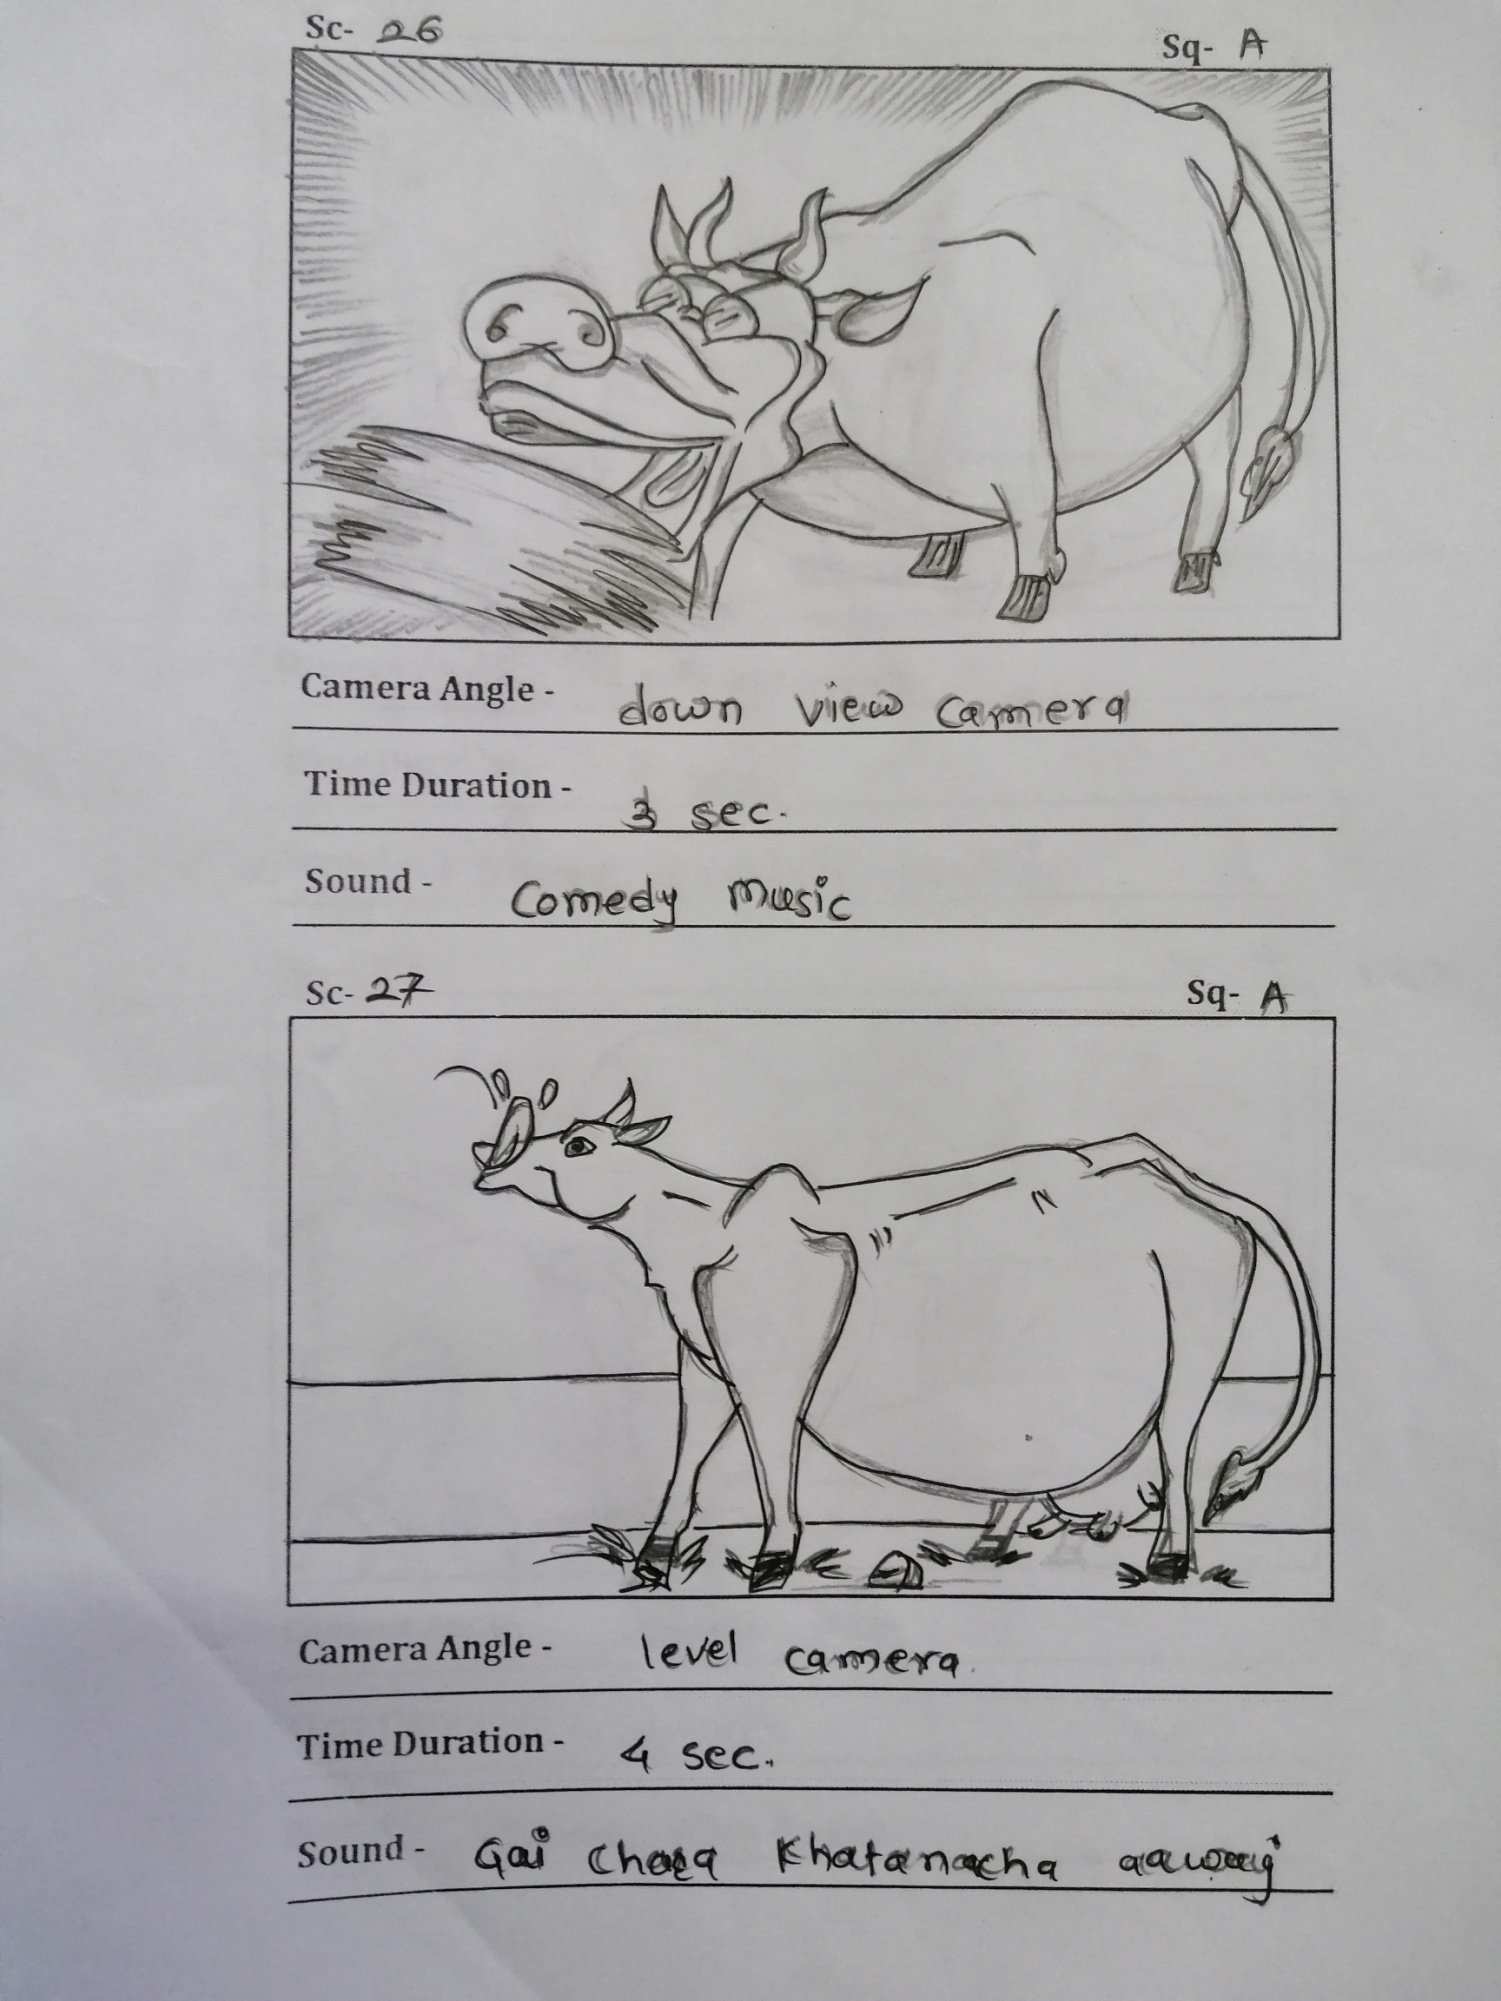 Sc- 26
Sq- A
Camera Angle - down view camera
Time Duration - 3 sec.
Sound - Comedy Music
Sc- 27
Sq- A
Camera Angle - level camera.
Time Duration - 4 sec.
Sound - Gai chara Khatanacha aawaaj